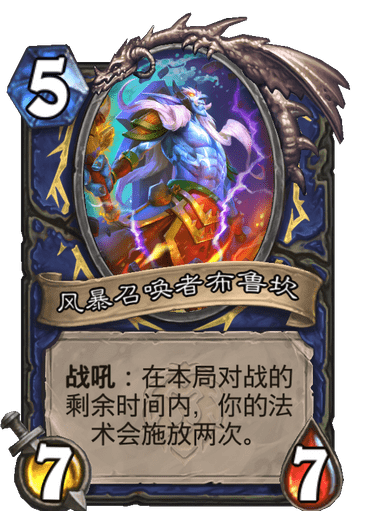 5
风暴召唤者布鲁坎
战吼：在本局对战的
剩余时间内，你的法
术会施放两次。
7
7